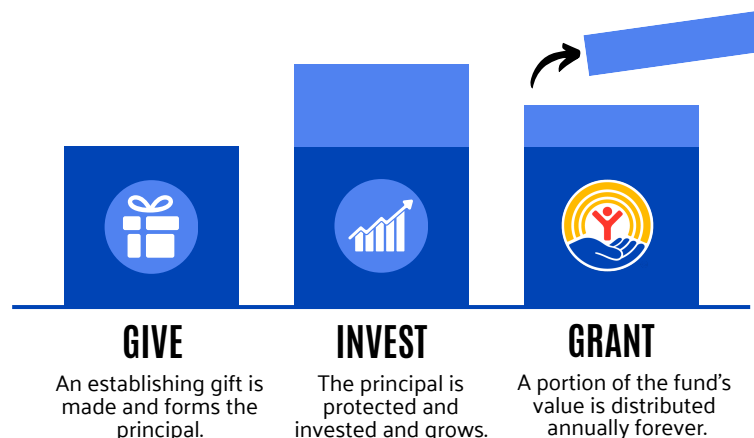 GIVE
An establishing gift is
made and forms the
principal.
INVEST
The principal is
protected and
invested and grows.
GRANT
A portion of the fund's
value is distributed
annually forever.